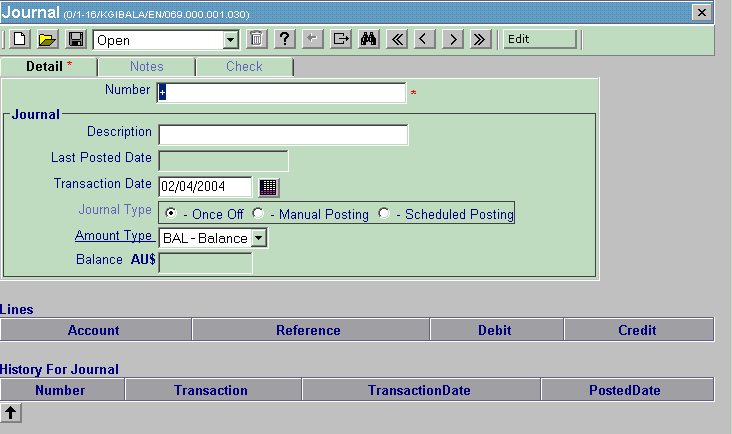 Journal (0/1-16/KGIBALA/EN/069.000.001.030)
Open Edit
Detail * Notes Check
Number + *
Journal
Description
Last Posted Date
Transaction Date 02/04/2004
Journal Type - Once Off - Manual Posting - Scheduled Posting
Amount Type BAL - Balance
Balance AU$
Lines
Account Reference Debit Credit
History For Journal
Number Transaction TransactionDate PostedDate